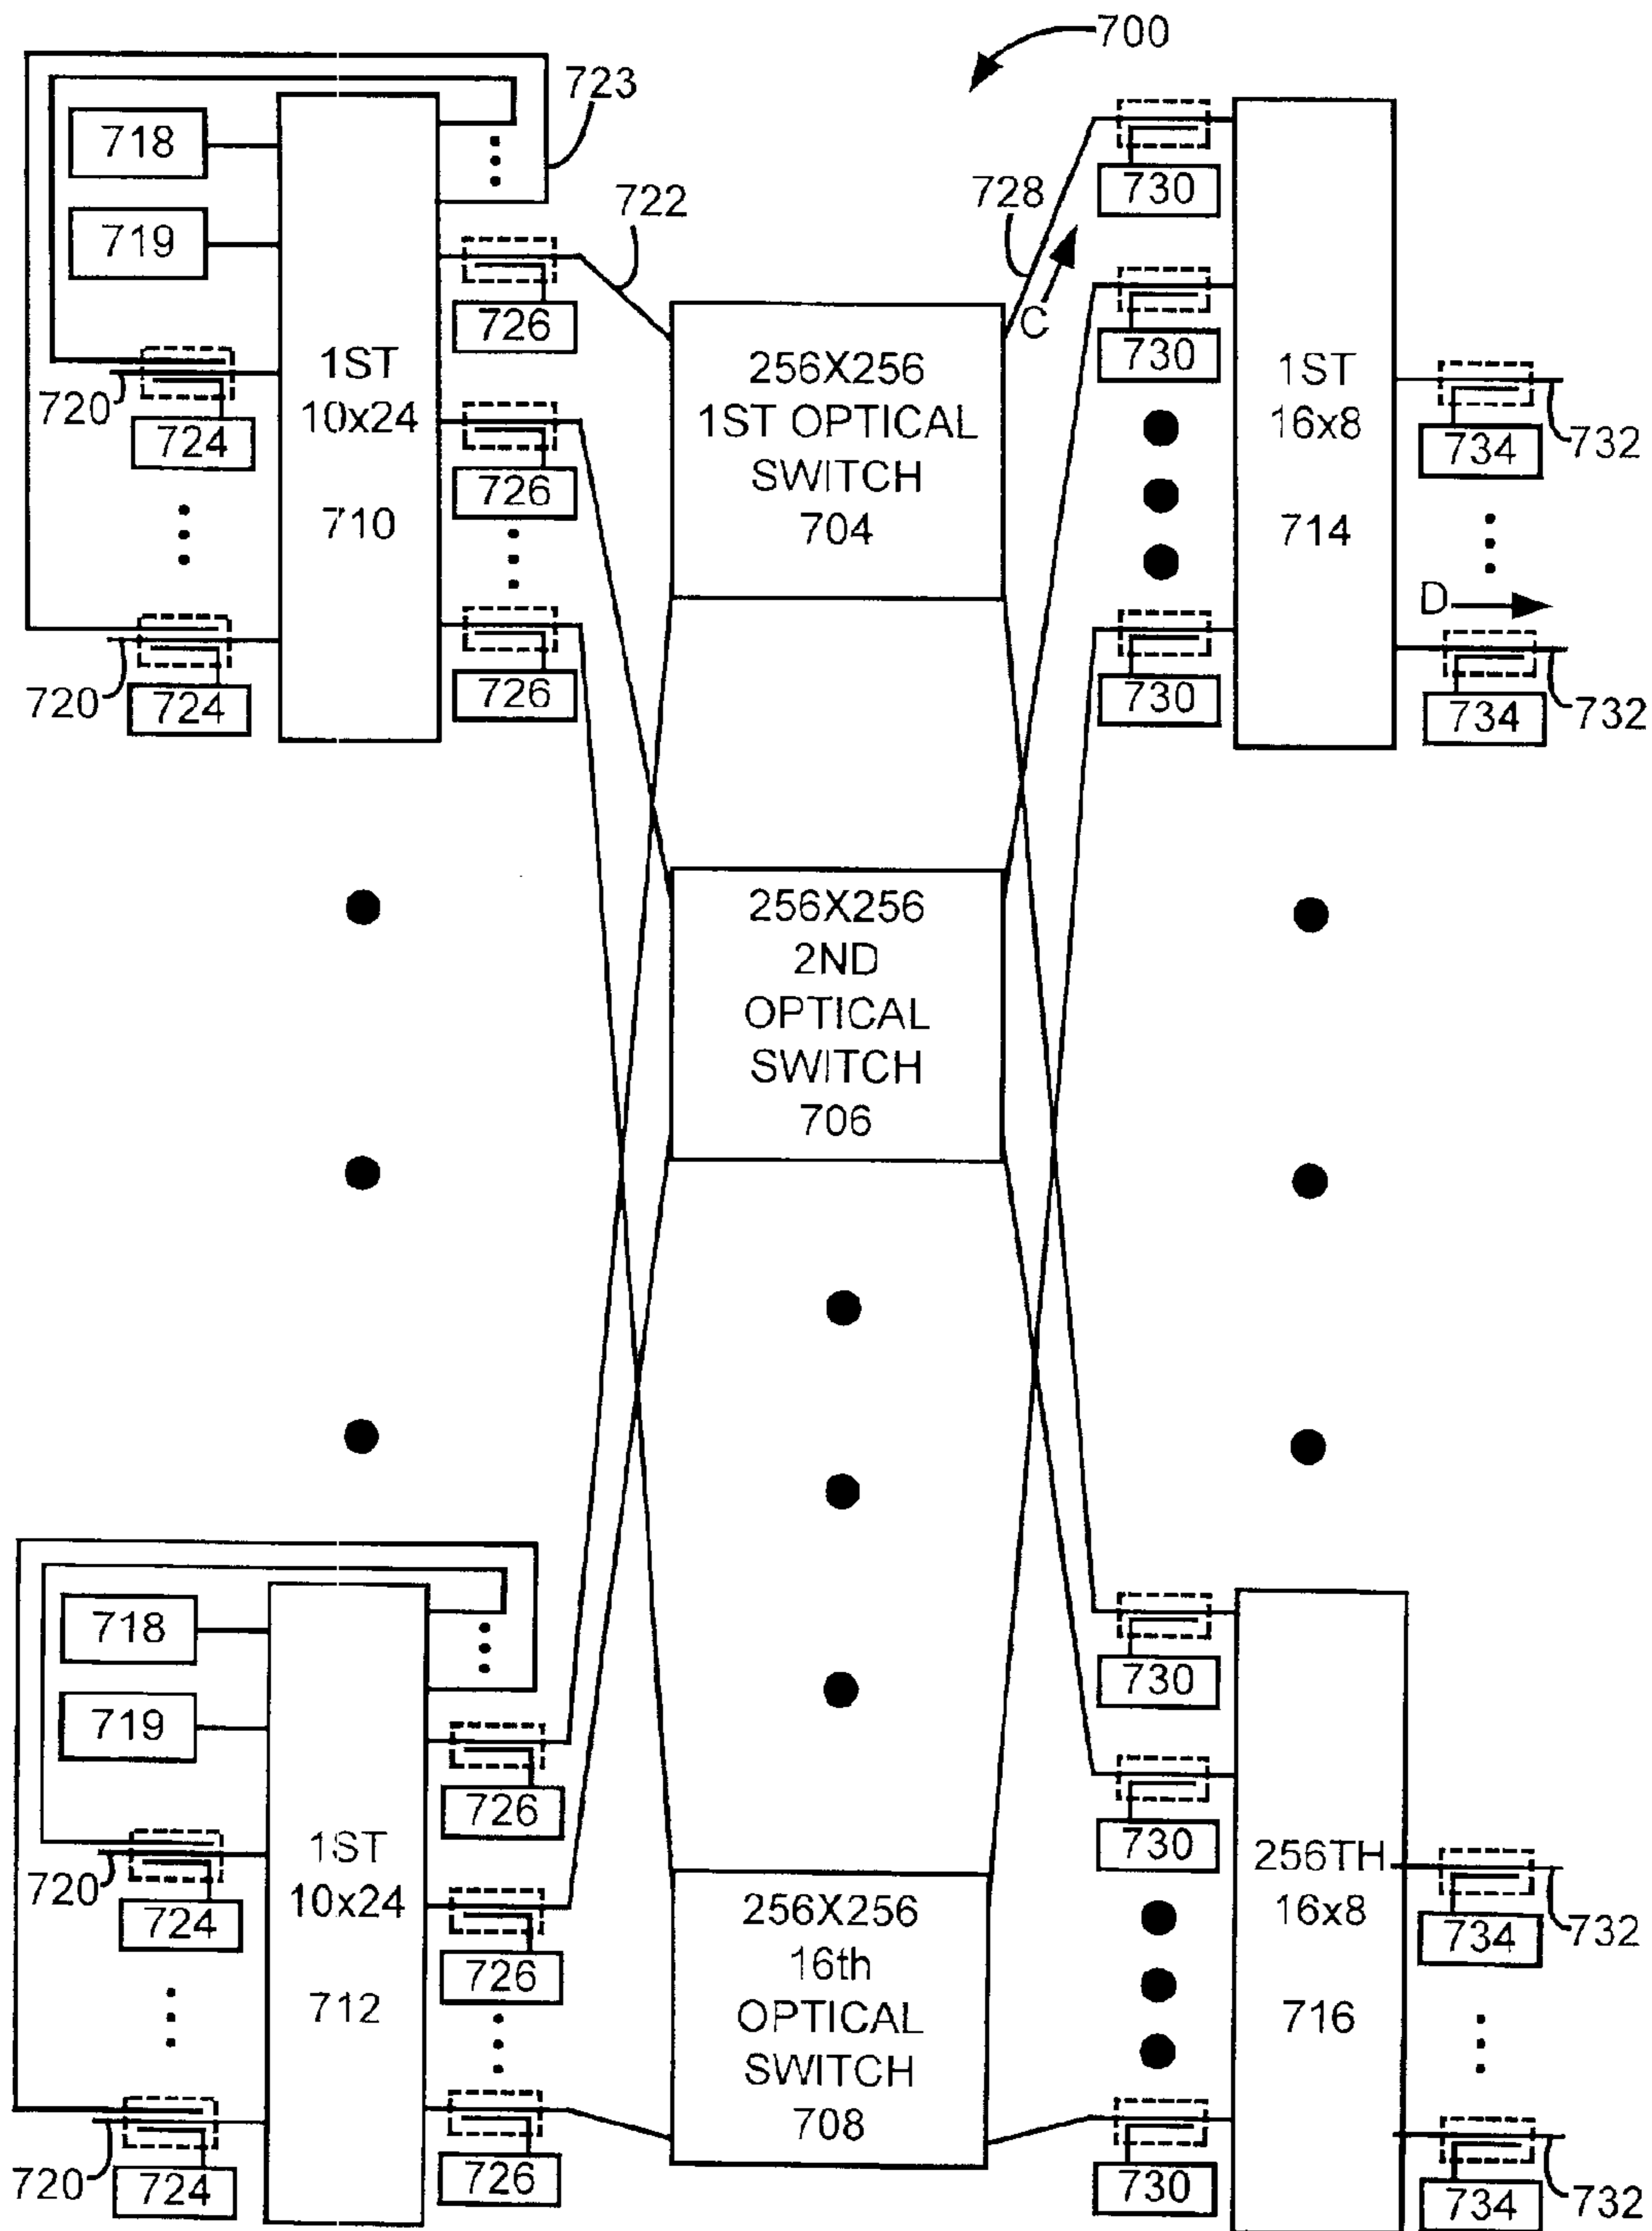 700
723
718
719
722
728
730
726
C
730
1ST
10x24
710
720
724
726
256X256
1ST OPTICAL
SWITCH
704
1ST
16x8
714
734
732
D
720
724
726
730
734
732
256X256
2ND
OPTICAL
SWITCH
706
718
719
730
726
730
1ST
10x24
712
720
724
726
256X256
16th
OPTICAL
SWITCH
708
256TH
16x8
716
734
732
720
724
726
730
734
732